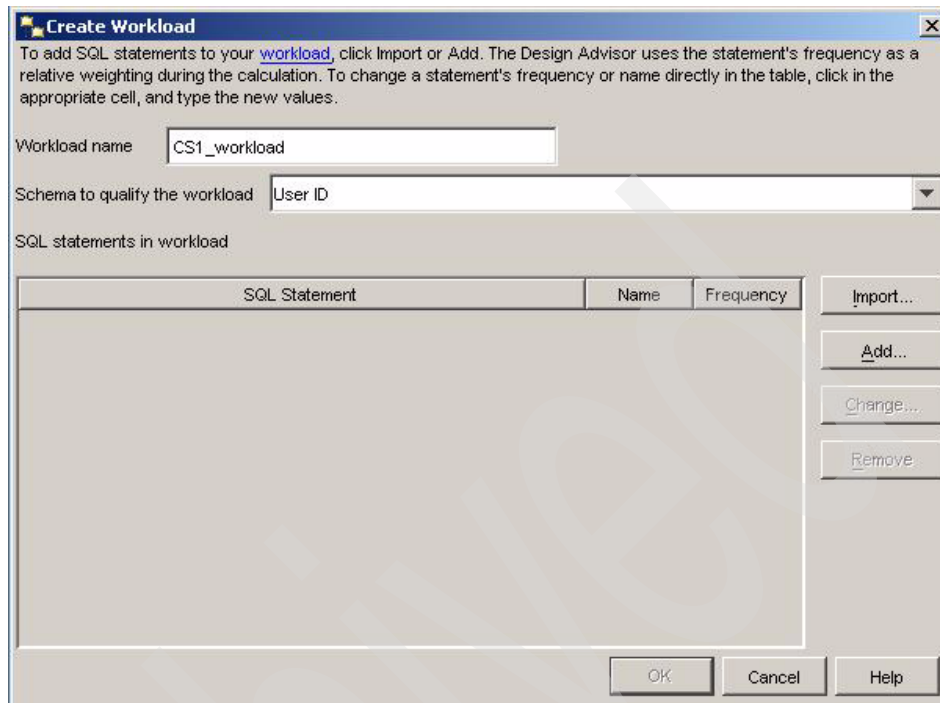 Create Workload
To add SQL statements to your workload, click Import or Add. The Design Advisor uses the statement's frequency as a
relative weighting during the calculation. To change a statement's frequency or name directly in the table, click in the
appropriate cell, and type the new values.
Workload name CS1_workload
Schema to qualify the workload User ID
SQL statements in workload
SQL Statement Name Frequency
Import...
Add...
Change...
Remove
OK Cancel Help